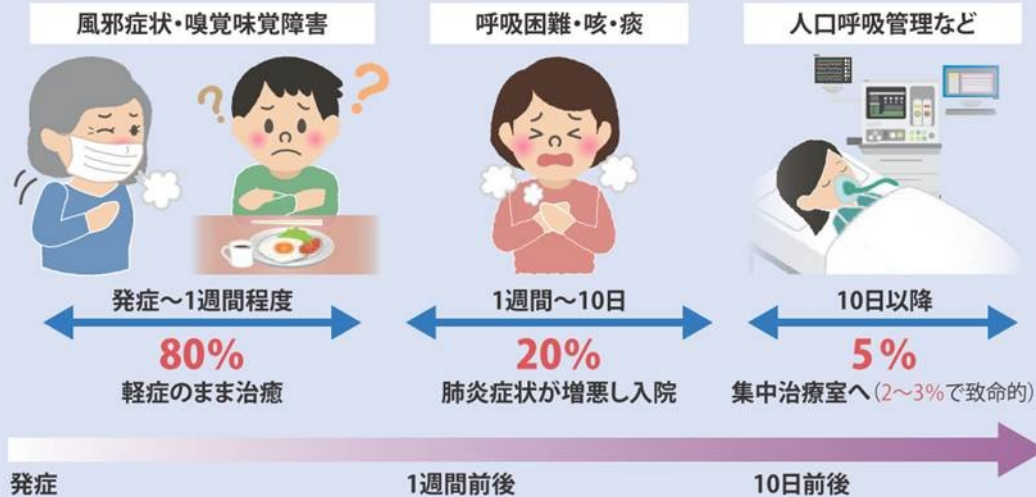 風邪症状・嗅覚味覚障害
呼吸困難・咳・痰
人口呼吸管理など
?
?
発症～1週間程度
1週間～10日
10日以降
80%
20%
5%
軽症のまま治癒
肺炎症状が増悪し入院
集中治療室へ(2～3%で致命的)
発症
1週間前後
10日前後